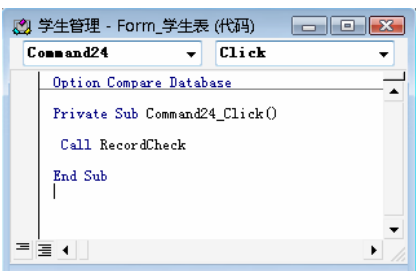 学生管理 - Form_学生表 (代码)
Command24 Click
Option Compare Database
Private Sub Command24_Click()
Call RecordCheck
End Sub